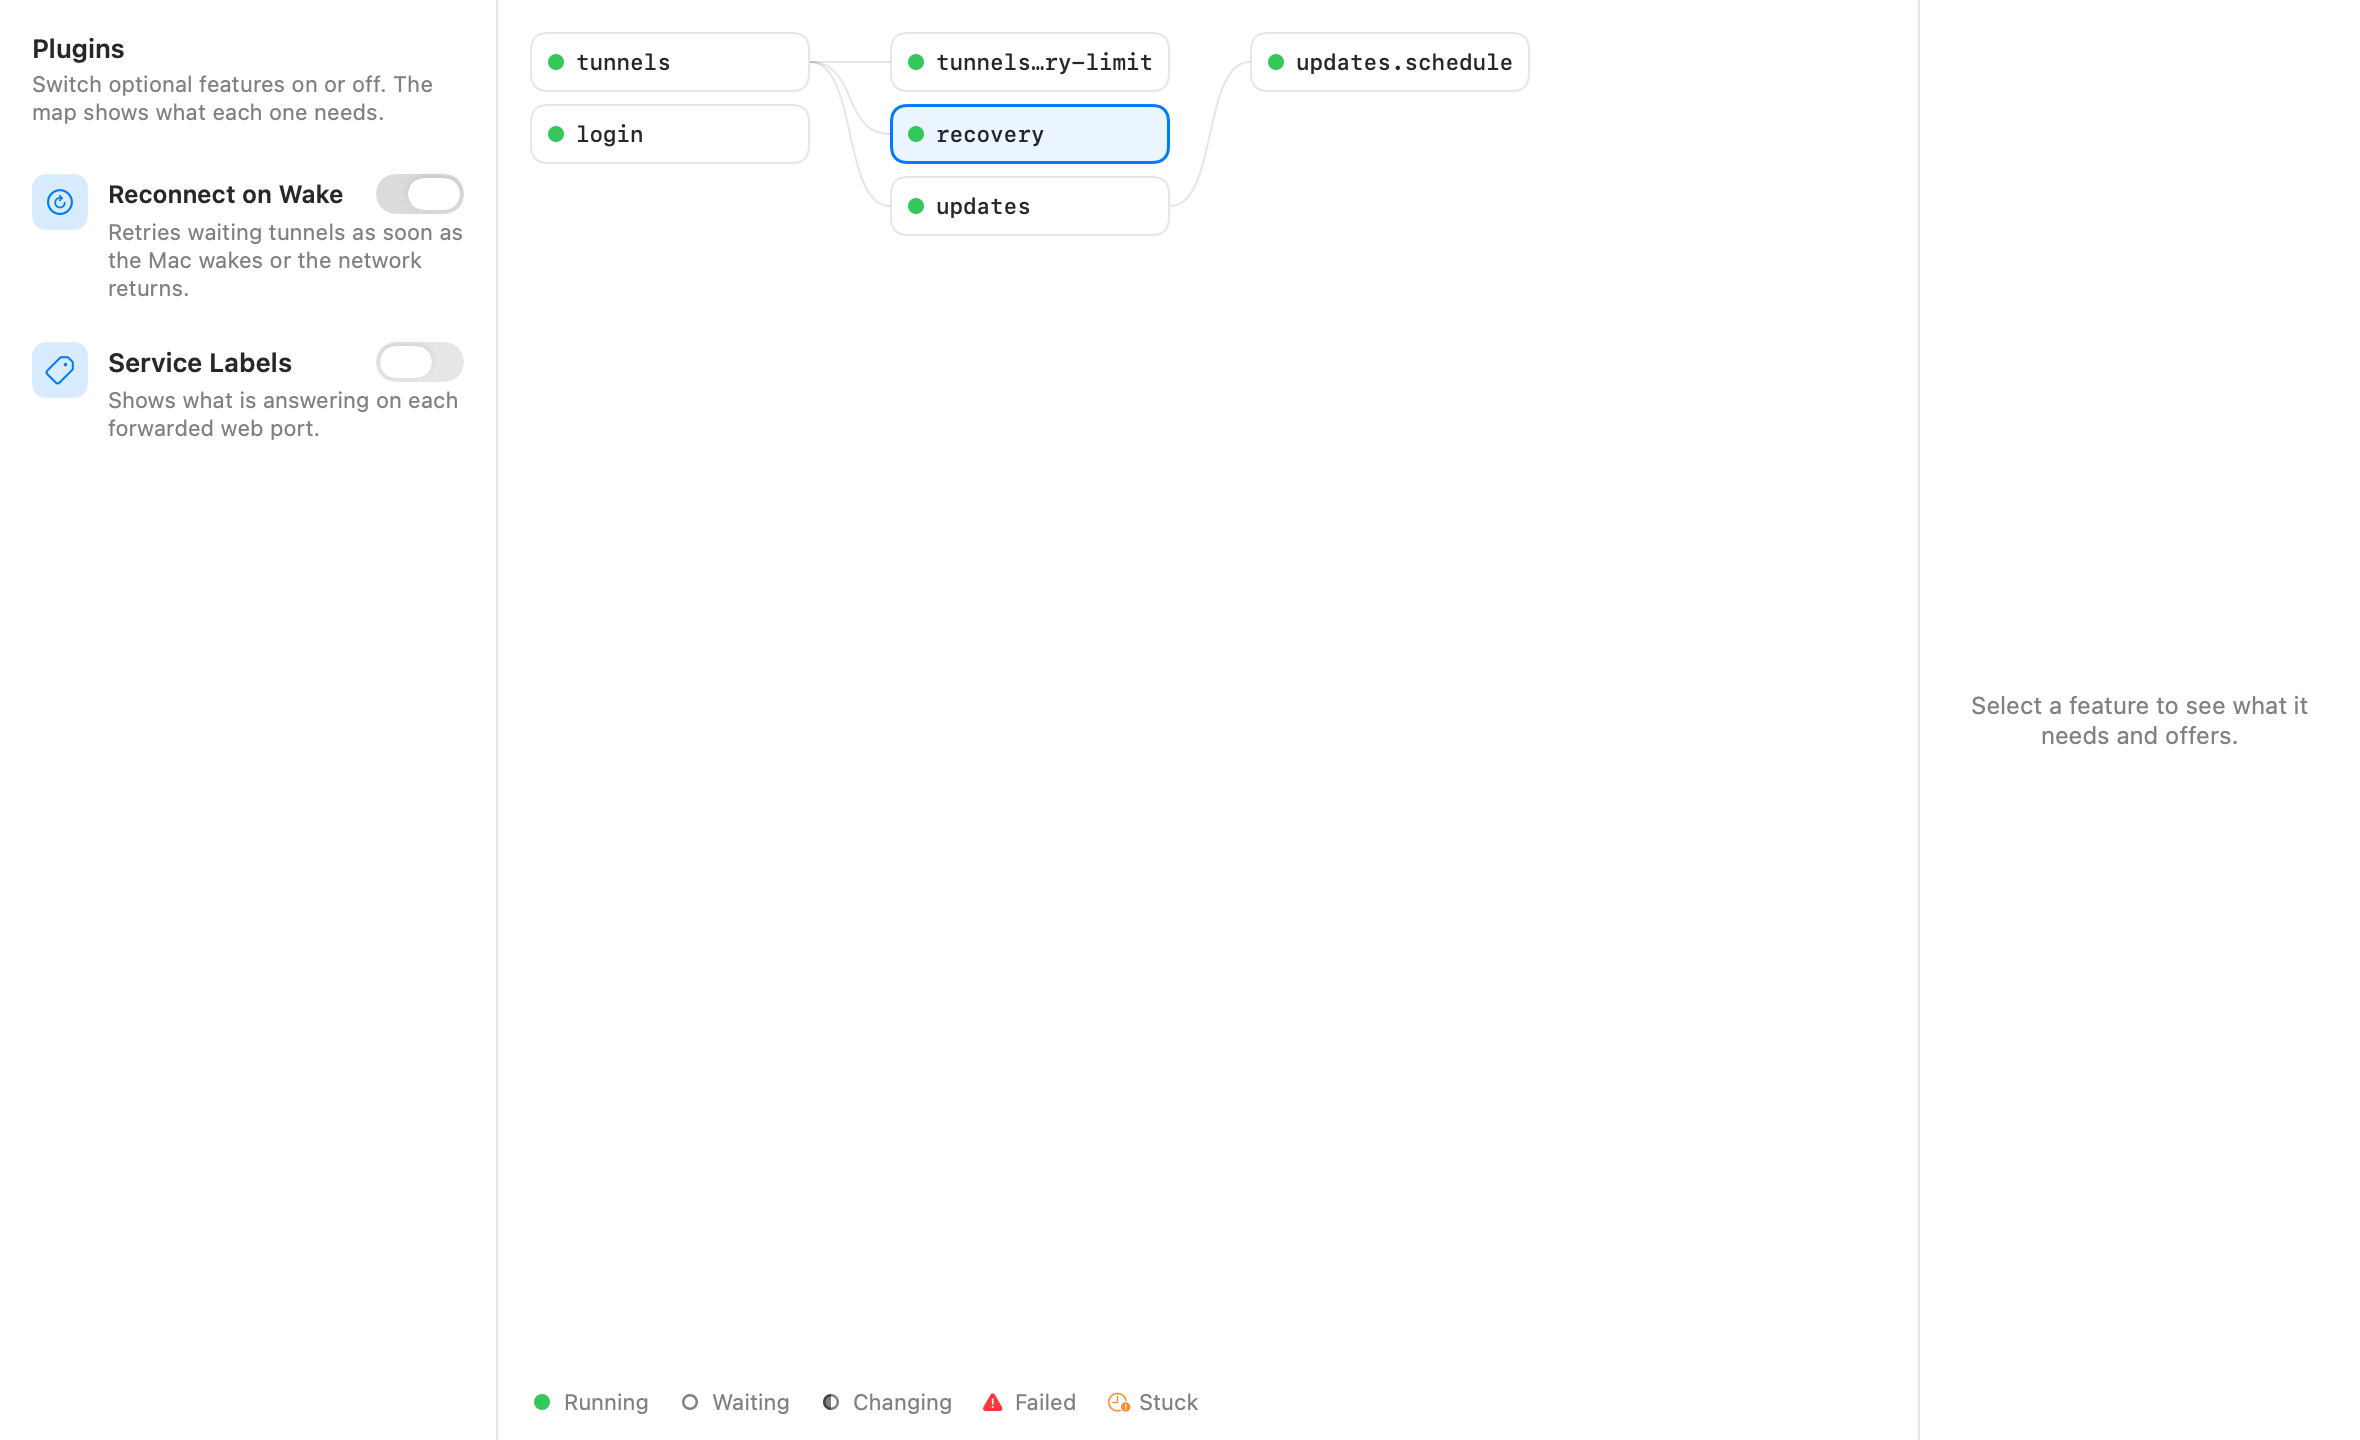 Plugins
Switch optional features on or off. The
map shows what each one needs.
Reconnect on Wake
Retries waiting tunnels as soon as
the Mac wakes or the network
returns.
Service Labels
Shows what is answering on each
forwarded web port.
tunnels
login
tunnels…ry-limit
recovery
updates
updates.schedule
Running
Waiting
Changing
Failed
Stuck
Select a feature to see what it
needs and offers.